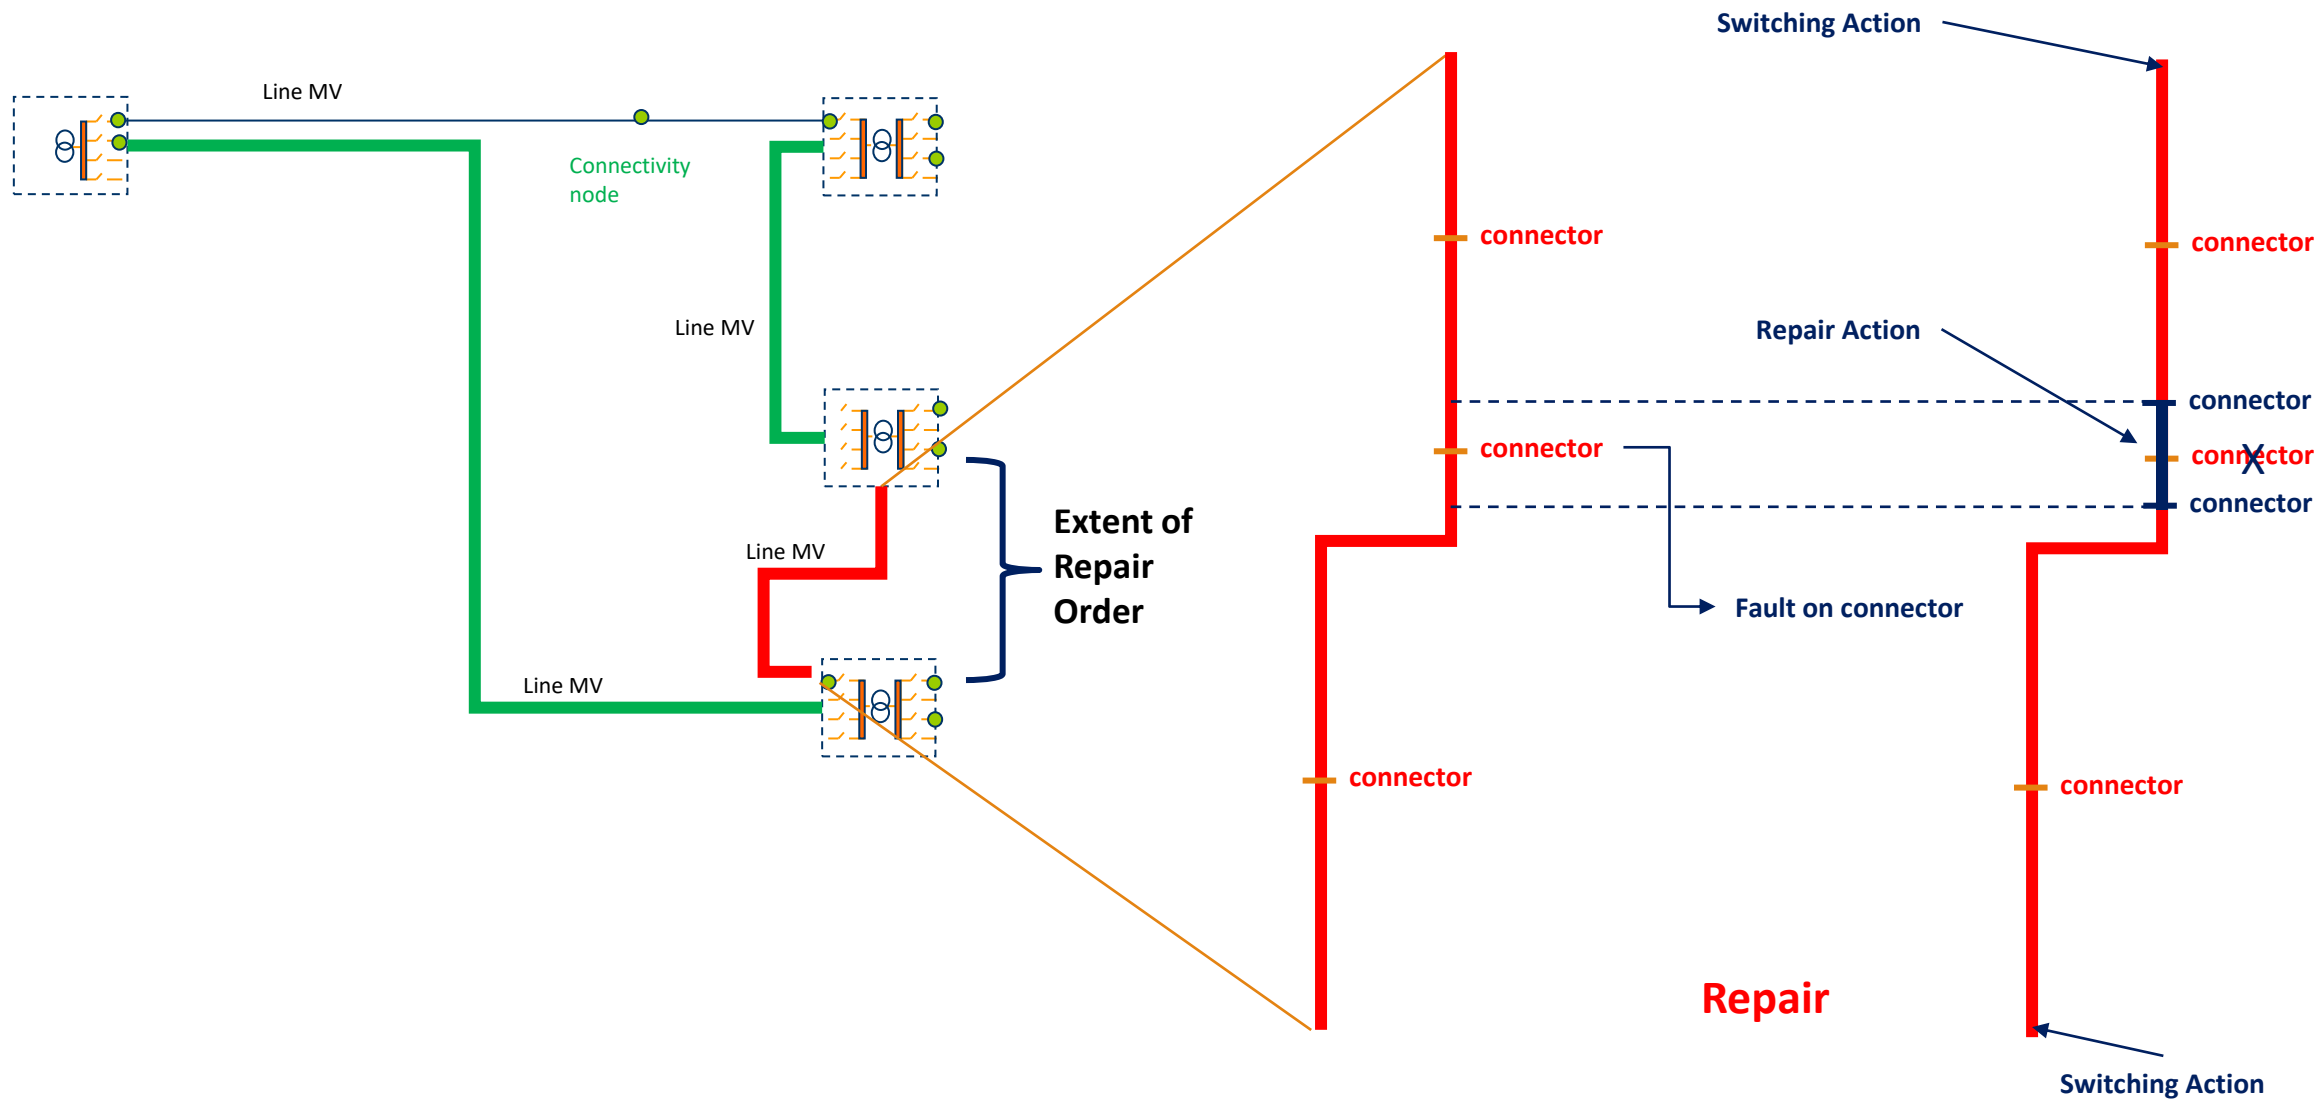 Switching Action
Line MV
Connectivity
node
connector
connector
Line MV
Repair Action
connector
connector
connector
connector
Extent of
Repair
Order
Line MV
Fault on connector
Line MV
connector
connector
Repair
Switching Action
X